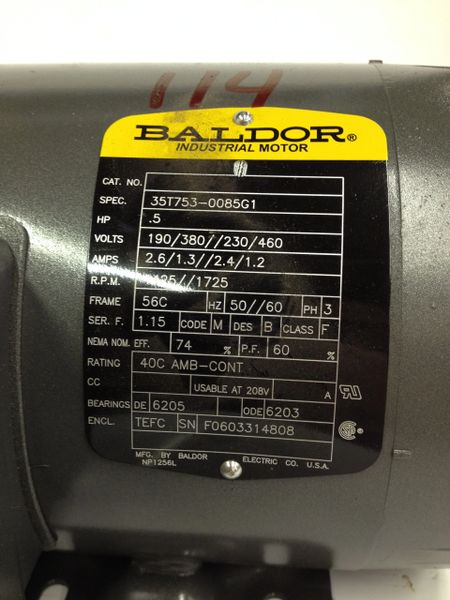 114
BALDOR®
INDUSTRIAL MOTOR
CAT. NO.
SPEC. 35T753-0085G1
HP .5
VOLTS 190/380//230/460
AMPS 2.6/1.3//2.4/1.2
R.P.M. 1425//1725
FRAME 56C HZ 50//60 PH 3
SER. F. 1.15 CODE M DES B CLASS F
NEMA NOM. EFF. 74 % P.F. 60 %
RATING 40C AMB-CONT
CC USABLE AT 208V A
BEARINGS DE 6205 ODE 6203
ENCL. TEFC SN F0603314808
MFG. BY BALDOR ELECTRIC CO. U.S.A.
NP1256L